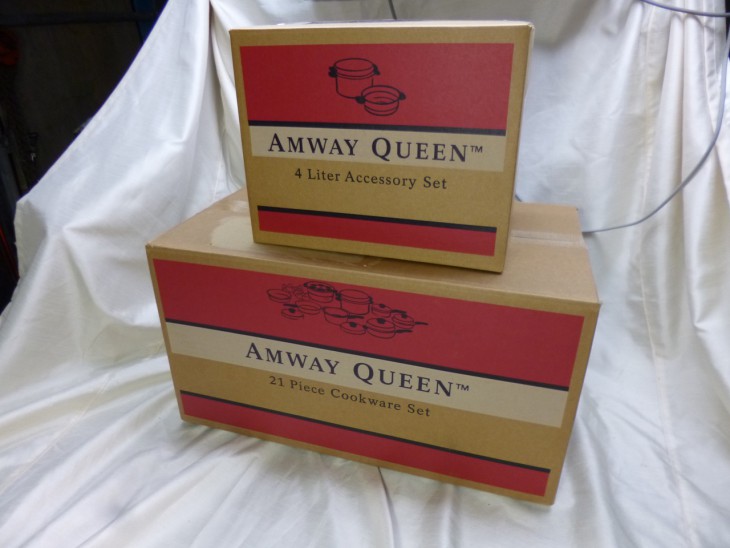 AMWAY QUEEN™
4 Liter Accessory Set
AMWAY QUEEN™
21 Piece Cookware Set